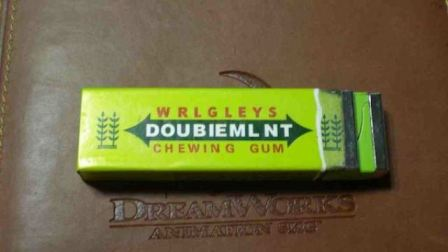 WRLGLEYS
DOUBIEMLNT
CHEWING GUM
DREAMWORKS
ANIMATION SKG